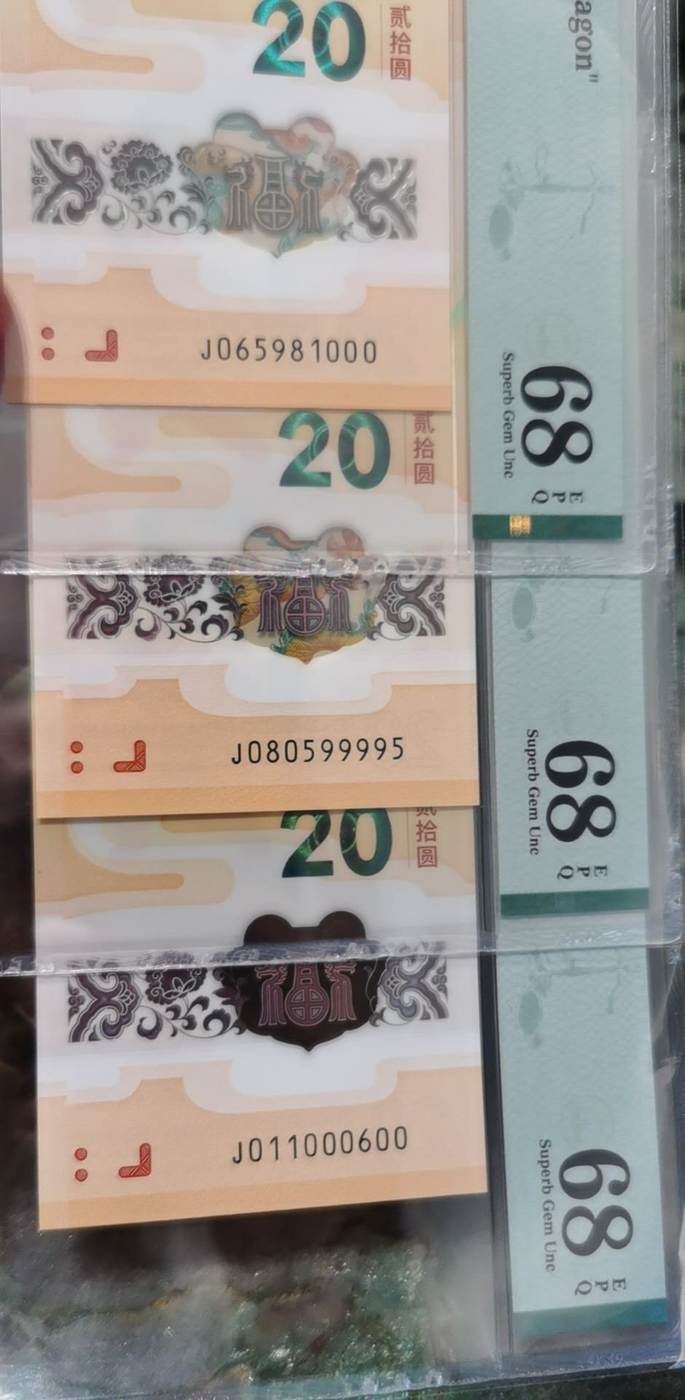 20
贰拾圆
agon"
福
J065981000
68
EPQ
Superb Gem Unc
20
贰拾圆
福
J080599995
68
EPQ
Superb Gem Unc
20
贰拾圆
福
J011000600
68
EPQ
Superb Gem Unc